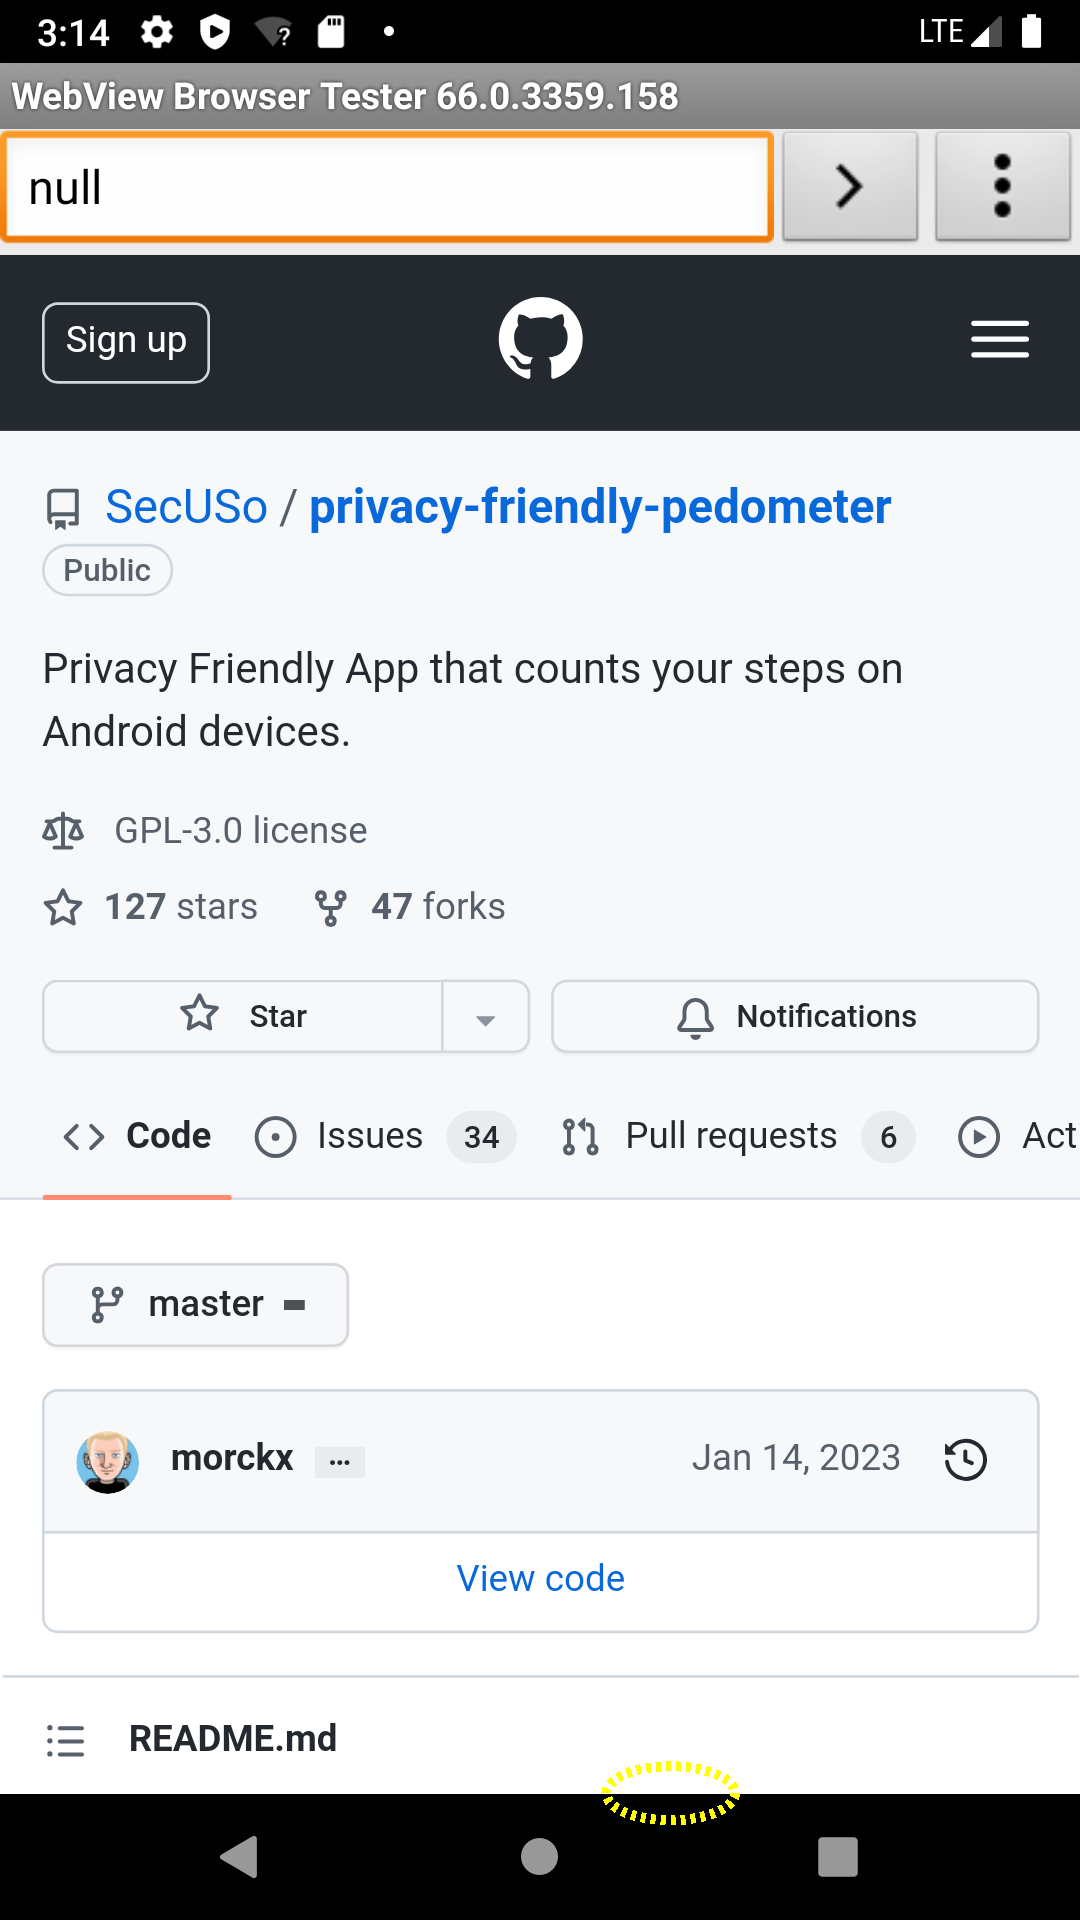 3:14
LTE
WebView Browser Tester 66.0.3359.158
null
Sign up
SecUSo / privacy-friendly-pedometer
Public
Privacy Friendly App that counts your steps on
Android devices.
GPL-3.0 license
127 stars 47 forks
Star
Notifications
Code Issues 34 Pull requests 6 Act
master
morckx ... Jan 14, 2023
View code
README.md